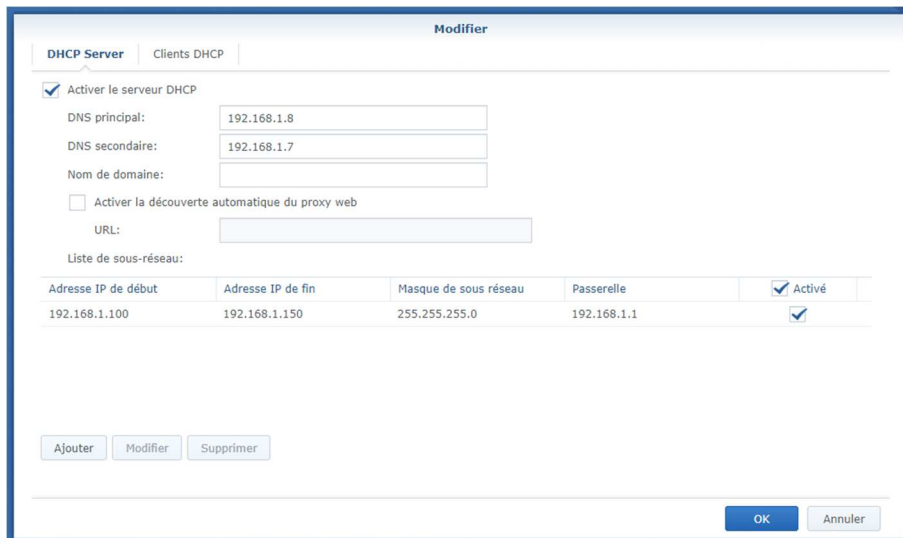 Modifier
DHCP Server Clients DHCP
Activer le serveur DHCP
DNS principal: 192.168.1.8
DNS secondaire: 192.168.1.7
Nom de domaine:
Activer la découverte automatique du proxy web
URL:
Liste de sous-réseau:
Adresse IP de début Adresse IP de fin Masque de sous réseau Passerelle Activé
192.168.1.100 192.168.1.150 255.255.255.0 192.168.1.1
Ajouter Modifier Supprimer
OK Annuler